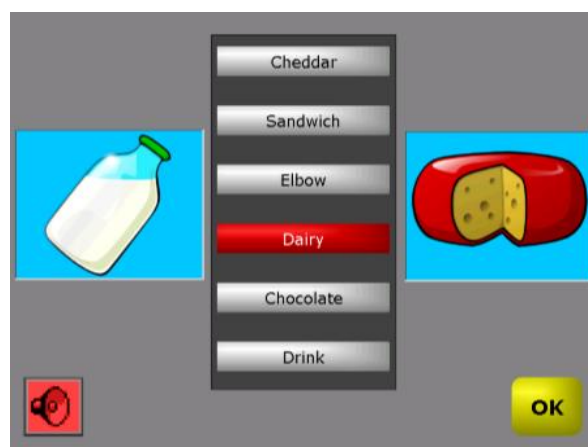 Cheddar
Sandwich
Elbow
Dairy
Chocolate
Drink
OK